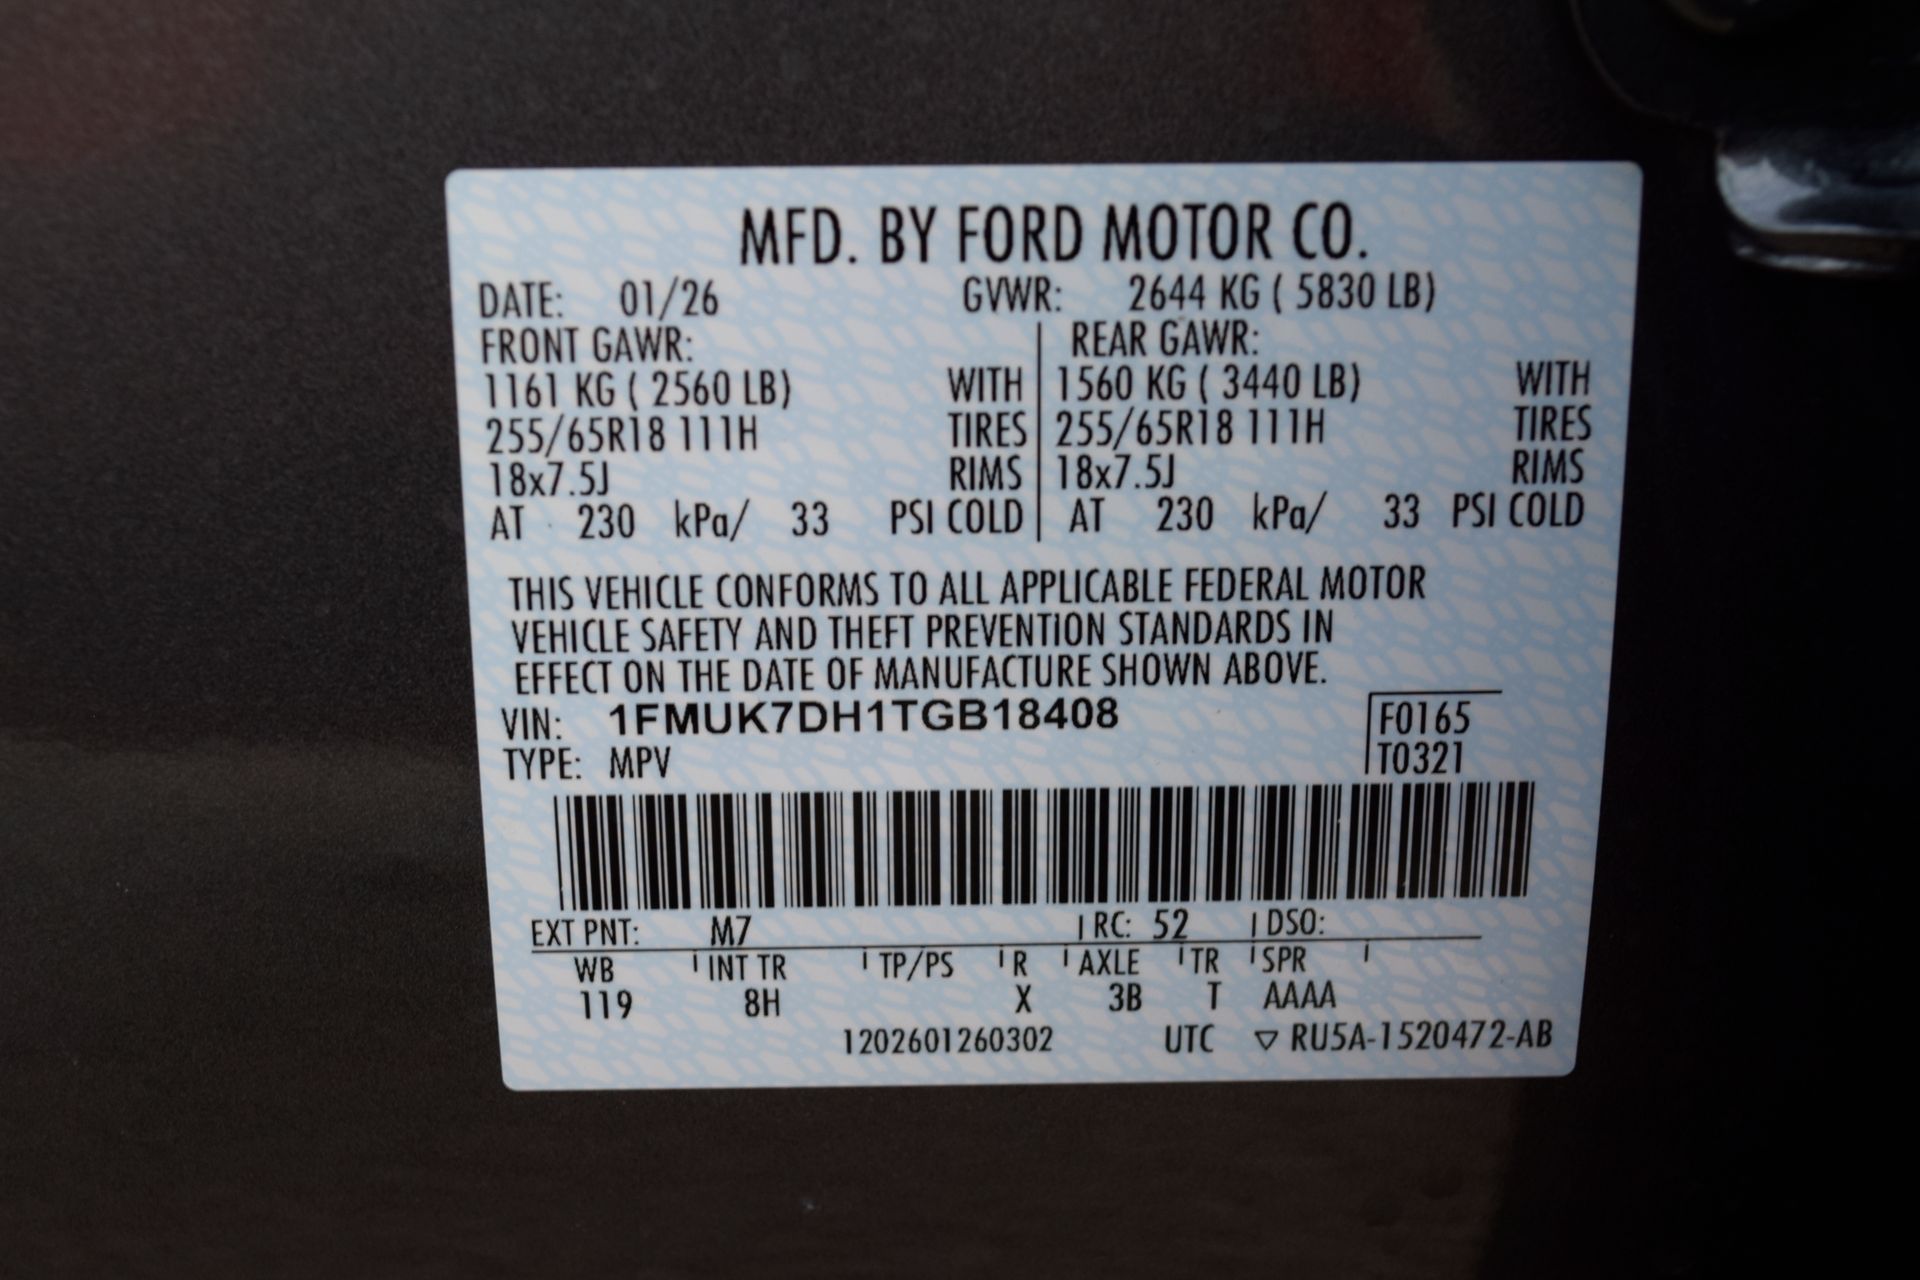 MFD. BY FORD MOTOR CO.
DATE: 01/26 GVWR: 2644 KG ( 5830 LB)
FRONT GAWR: REAR GAWR:
1161 KG ( 2560 LB) WITH 1560 KG ( 3440 LB) WITH
255/65R18 111H TIRES 255/65R18 111H TIRES
18x7.5J RIMS 18x7.5J RIMS
AT 230 kPa/ 33 PSI COLD AT 230 kPa/ 33 PSI COLD
THIS VEHICLE CONFORMS TO ALL APPLICABLE FEDERAL MOTOR
VEHICLE SAFETY AND THEFT PREVENTION STANDARDS IN
EFFECT ON THE DATE OF MANUFACTURE SHOWN ABOVE.
VIN: 1FMUK7DH1TGB18408 F0165
TYPE: MPV T0321
EXT PNT: M7 RC: 52 DSO:
WB INT TR TP/PS R AXLE TR SPR
119 8H X 3B T AAAA
1202601260302 UTC ▽ RU5A-1520472-AB